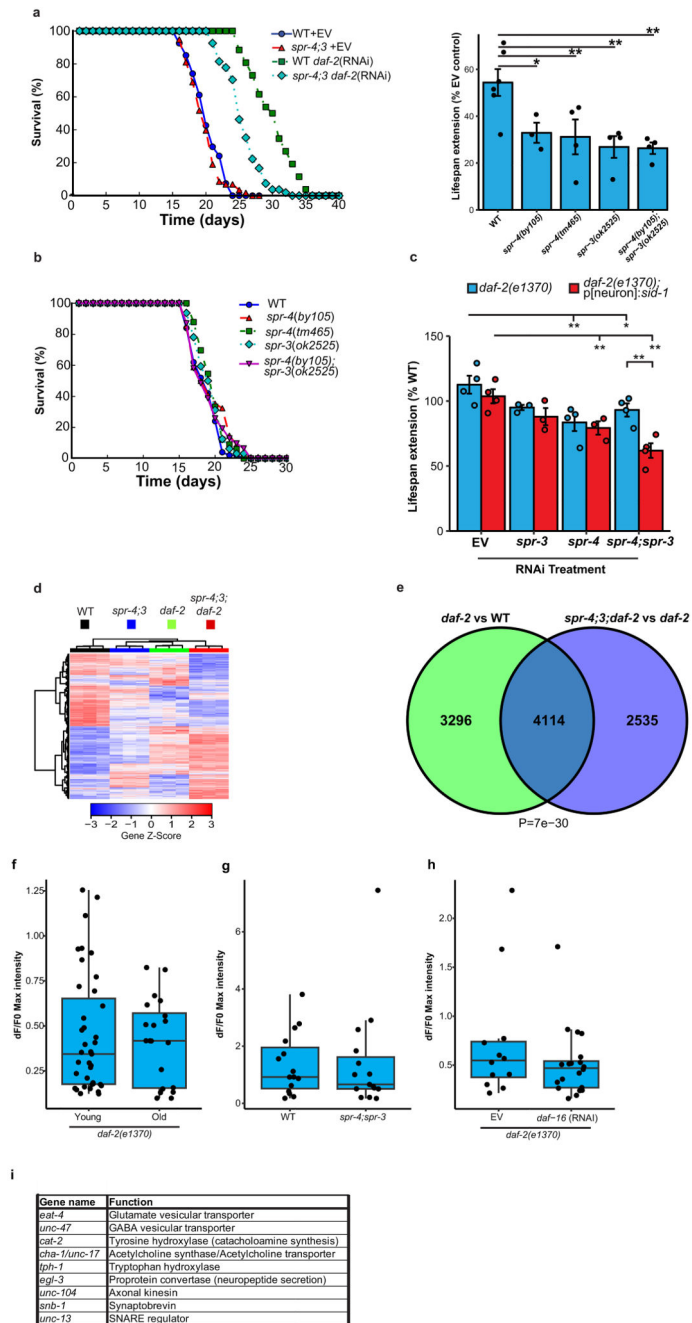 a
Survival (%)
100
80
60
40
20
0
1 5 10 15 20 25 30 35 40
Time (days)
WT+EV
spr-4;3 +EV
WT daf-2(RNAi)
spr-4;3 daf-2(RNAi)
Lifespan extension (% EV control)
60
40
20
0
**
**
**
*
WT
spr-4(by105)
spr-4(tm465)
spr-3(ok2525)
spr-4(by105);
spr-3(ok2525)
b
Survival (%)
100
80
60
40
20
0
0 5 10 15 20 25 30
Time (days)
WT
spr-4(by105)
spr-4(tm465)
spr-3(ok2525)
spr-4(by105);
spr-3(ok2525)
c
daf-2(e1370)
daf-2(e1370);
p[neuron]:sid-1
Lifespan extension (% WT)
150
100
50
0
** *
** **
**
EV spr-3 spr-4 spr-4;spr-3
RNAi Treatment
d
WT spr-4;3 daf-2 spr-4;3;
daf-2
-3 -2 -1 0 1 2 3
Gene Z-Score
e
daf-2 vs WT
spr-4;3;daf-2 vs daf-2
3296 4114 2535
P=7e−30
f
dF/F0 Max intensity
1.25
1.00
0.75
0.50
0.25
Young Old
daf-2(e1370)
g
dF/F0 Max intensity
6
4
2
0
WT spr-4;spr-3
h
dF/F0 Max intensity
2.0
1.5
1.0
0.5
EV daf−16 (RNAI)
daf-2(e1370)
i
Gene name Function
eat-4 Glutamate vesicular transporter
unc-47 GABA vesicular transporter
cat-2 Tyrosine hydroxylase (catacholoamine synthesis)
cha-1/unc-17 Acetylcholine synthase/Acetylcholine transporter
tph-1 Tryptophan hydroxylase
egl-3 Proprotein convertase (neuropeptide secretion)
unc-104 Axonal kinesin
snb-1 Synaptobrevin
unc-13 SNARE regulator